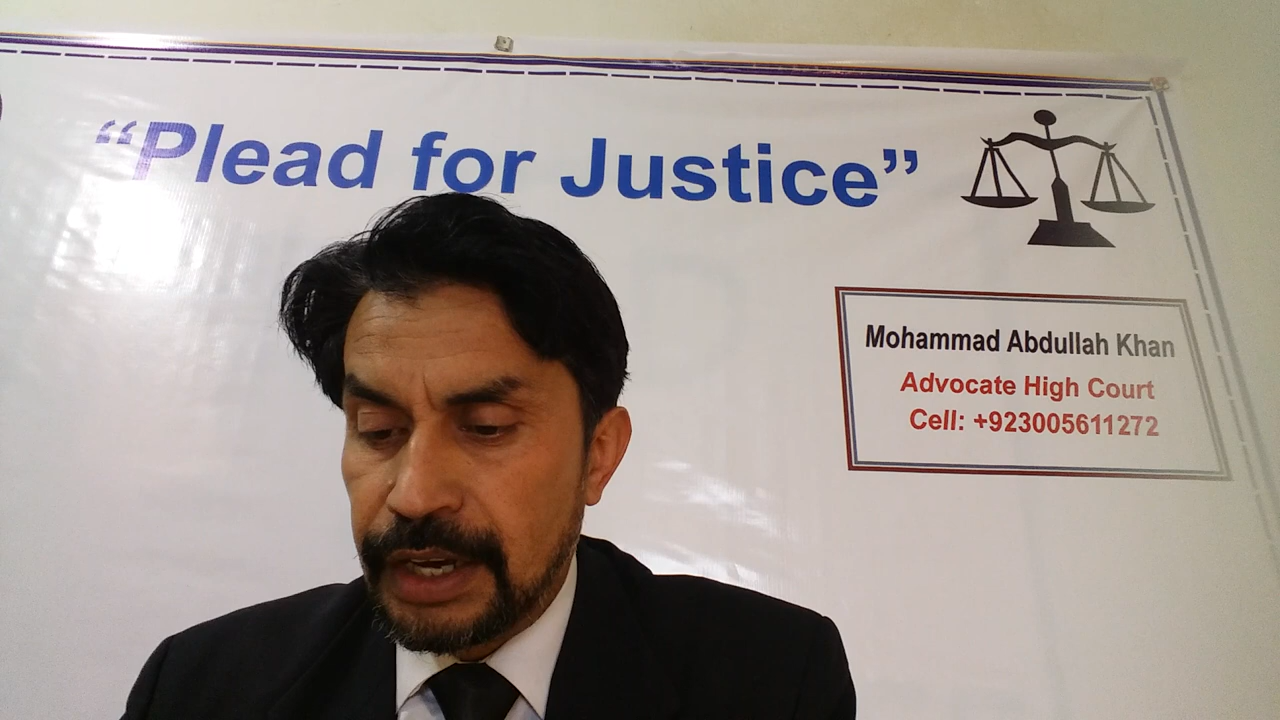 “Plead for Justice”
Mohammad Abdullah Khan
Advocate High Court
Cell: +923005611272